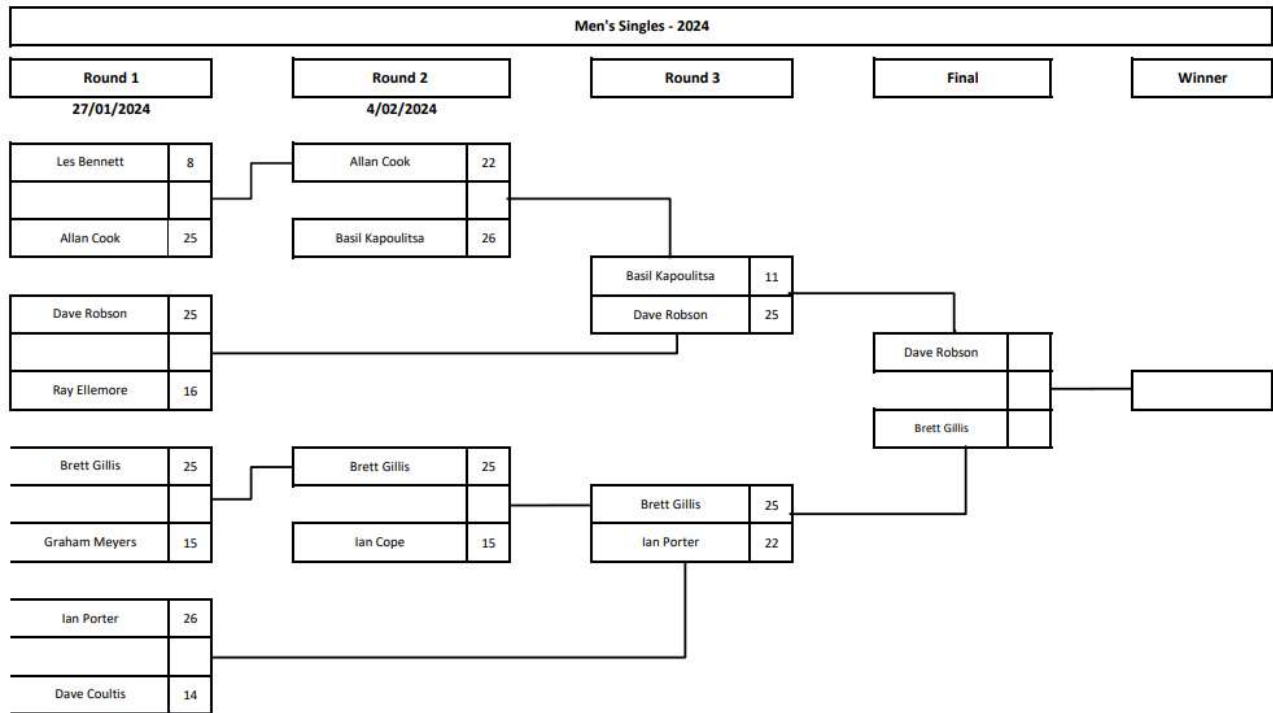 Men's Singles - 2024
Round 1 Round 2 Round 3 Final Winner
27/01/2024 4/02/2024
Les Bennett 8 Allan Cook 22
Allan Cook 25 Basil Kapoulitsa 26
Basil Kapoulitsa 11
Dave Robson 25 Dave Robson 25
Dave Robson
Ray Ellemore 16
Brett Gillis
Brett Gillis 25 Brett Gillis 25
Brett Gillis 25
Graham Meyers 15 Ian Cope 15 Ian Porter 22
Ian Porter 26
Dave Coultis 14